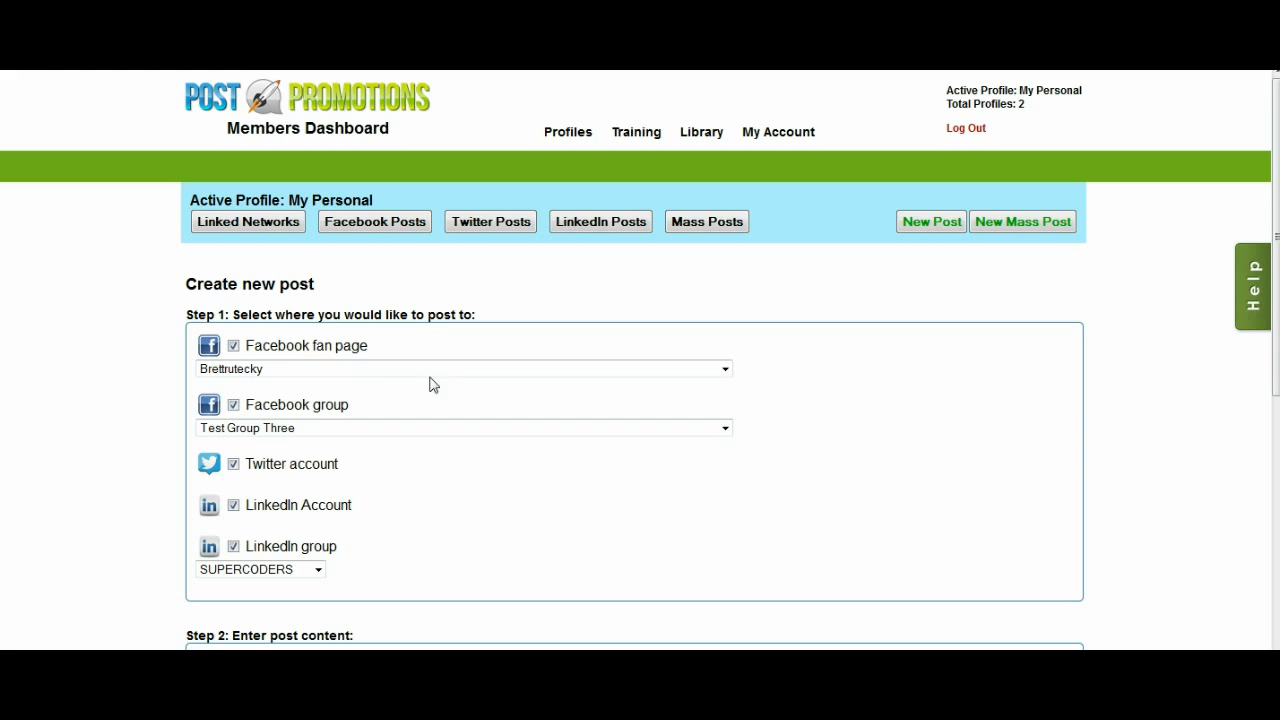 POST PROMOTIONS
Members Dashboard
Profiles Training Library My Account
Active Profile: My Personal
Total Profiles: 2
Log Out
Active Profile: My Personal
Linked Networks Facebook Posts Twitter Posts LinkedIn Posts Mass Posts New Post New Mass Post
Help
Create new post
Step 1: Select where you would like to post to:
Facebook fan page
Brettrutecky
Facebook group
Test Group Three
Twitter account
LinkedIn Account
LinkedIn group
SUPERCODERS
Step 2: Enter post content: